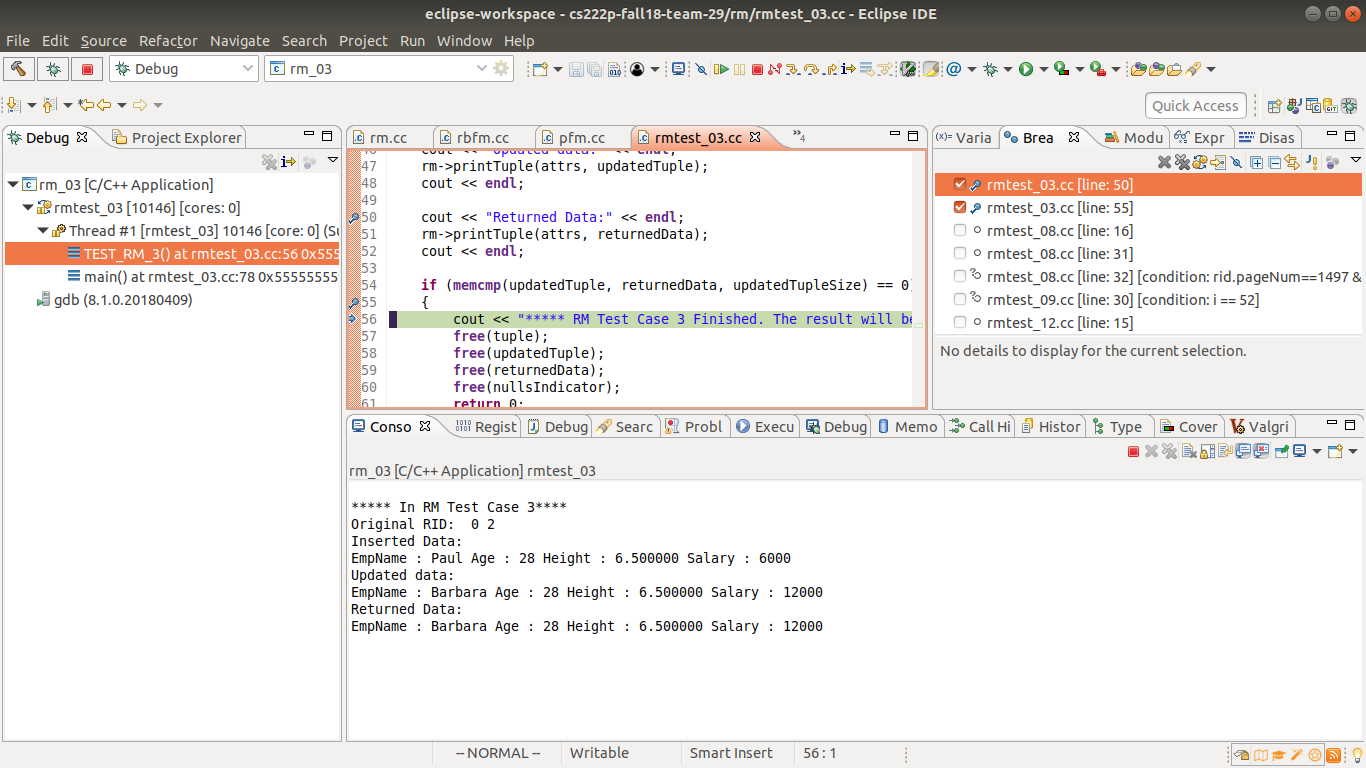 eclipse-workspace - cs222p-fall18-team-29/rm/rmtest_03.cc - Eclipse IDE
File Edit Source Refactor Navigate Search Project Run Window Help
Debug rm_03
Quick Access
Debug Project Explorer
rm_03 [C/C++ Application]
rmtest_03 [10146] [cores: 0]
Thread #1 [rmtest_03] 10146 [core: 0] (Su
TEST_RM_3() at rmtest_03.cc:56 0x555
main() at rmtest_03.cc:78 0x55555555
gdb (8.1.0.20180409)
rm.cc rbfm.cc pfm.cc rmtest_03.cc 4
46 cout << "Updated data:" << endl;
47 rm->printTuple(attrs, updatedTuple);
48 cout << endl;
49
50 cout << "Returned Data:" << endl;
51 rm->printTuple(attrs, returnedData);
52 cout << endl;
53
54 if (memcmp(updatedTuple, returnedData, updatedTupleSize) == 0)
55 {
56 cout << "***** RM Test Case 3 Finished. The result will be
57 free(tuple);
58 free(updatedTuple);
59 free(returnedData);
60 free(nullsIndicator);
61 return 0;
(x)= Varia Brea Modu Expr Disas
rmtest_03.cc [line: 50]
rmtest_03.cc [line: 55]
rmtest_08.cc [line: 16]
rmtest_08.cc [line: 31]
rmtest_08.cc [line: 32] [condition: rid.pageNum==1497 &
rmtest_09.cc [line: 30] [condition: i == 52]
rmtest_12.cc [line: 15]
No details to display for the current selection.
Conso Regist Debug Searc Probl Execu Debug Memo Call Hi Histor Type Cover Valgri
rm_03 [C/C++ Application] rmtest_03
***** In RM Test Case 3****
Original RID: 0 2
Inserted Data:
EmpName : Paul Age : 28 Height : 6.500000 Salary : 6000
Updated data:
EmpName : Barbara Age : 28 Height : 6.500000 Salary : 12000
Returned Data:
EmpName : Barbara Age : 28 Height : 6.500000 Salary : 12000
-- NORMAL -- Writable Smart Insert 56 : 1